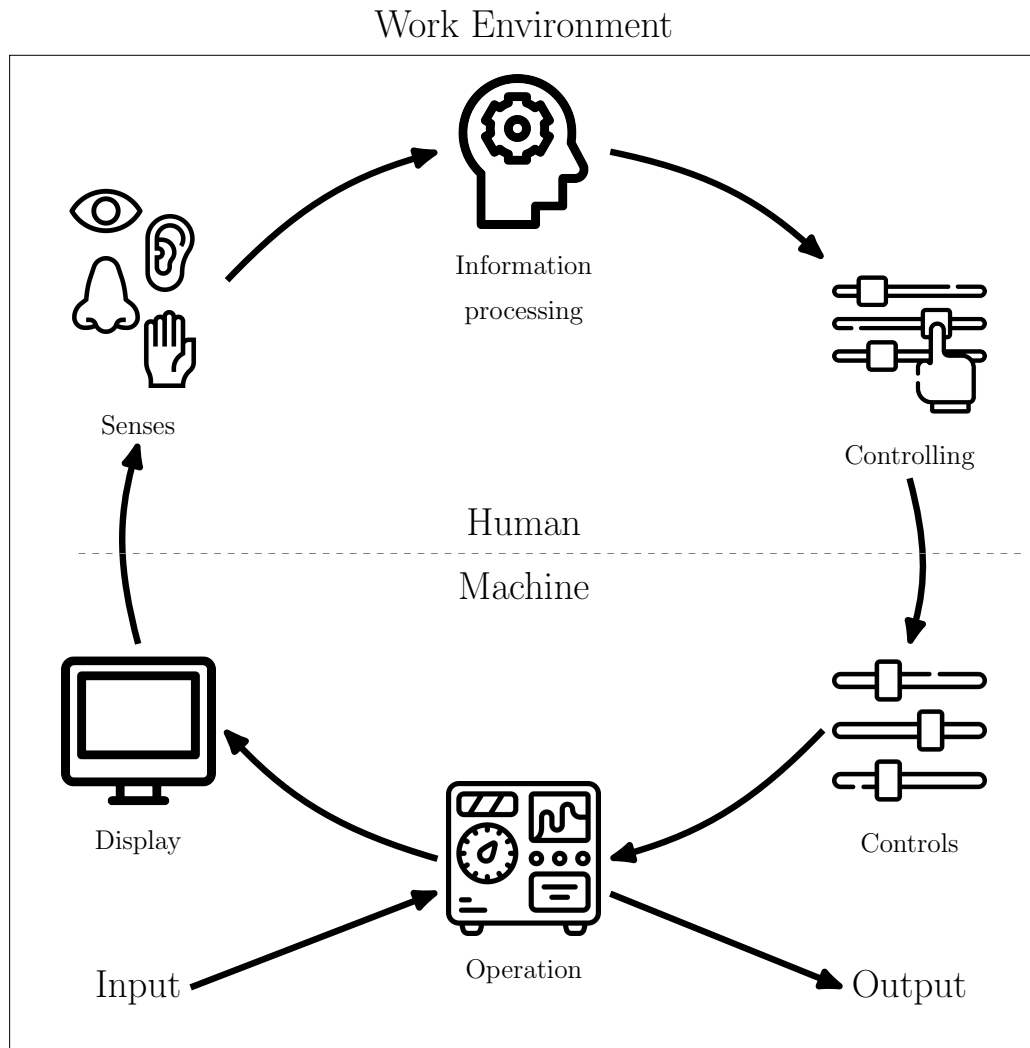 Work Environment
Information
processing
Senses
Controlling
Human
Machine
Display
Controls
Operation
Input
Output